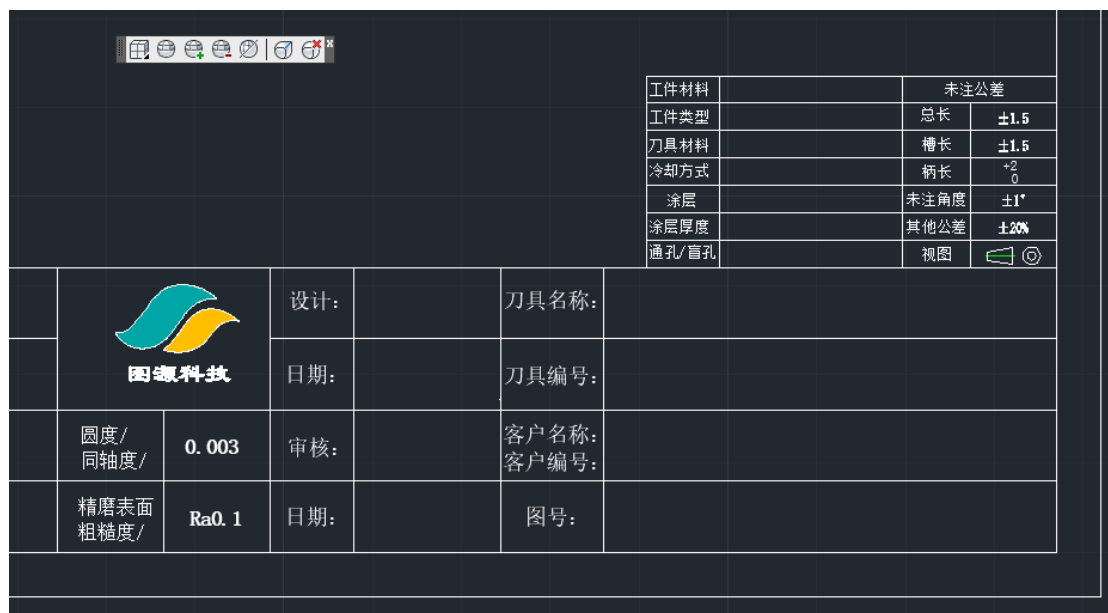 工件材料 未注公差
工件类型 总长 ±1.5
刀具材料 槽长 ±1.5
冷却方式 柄长 +2 0
涂层 未注角度 ±1°
涂层厚度 其他公差 ±20%
通孔/盲孔 视图
设计： 刀具名称：
图灏科技
日期： 刀具编号：
圆度/
同轴度/
0.003
审核：
客户名称：
客户编号：
精磨表面
粗糙度/
Ra0.1
日期：
图号：